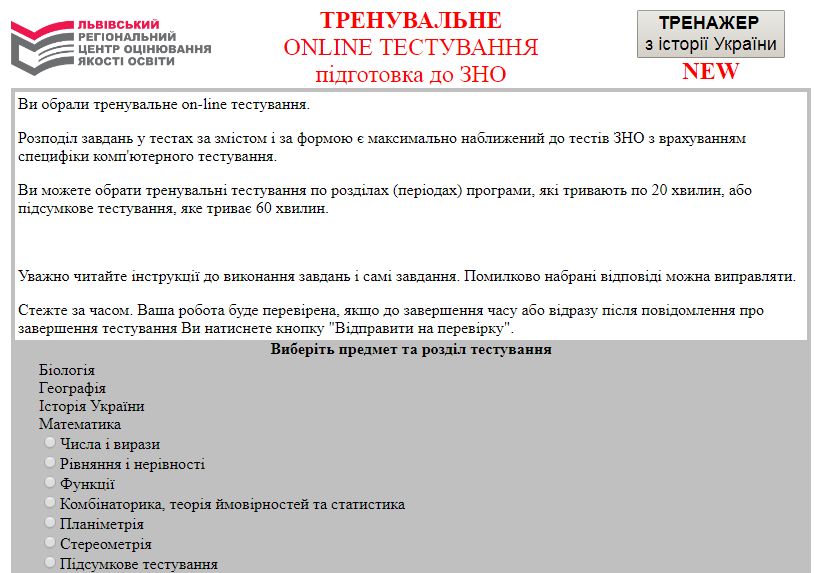 ЛЬВІВСЬКИЙ
РЕГІОНАЛЬНИЙ
ЦЕНТР ОЦІНЮВАННЯ
ЯКОСТІ ОСВІТИ
ТРЕНУВАЛЬНЕ
ONLINE ТЕСТУВАННЯ
підготовка до ЗНО
ТРЕНАЖЕР
з історії України
NEW
Ви обрали тренувальне on-line тестування.
Розподіл завдань у тестах за змістом і за формою є максимально наближений до тестів ЗНО з врахуванням
специфіки комп'ютерного тестування.
Ви можете обрати тренувальні тестування по розділах (періодах) програми, які тривають по 20 хвилин, або
підсумкове тестування, яке триває 60 хвилин.
Уважно читайте інструкції до виконання завдань і самі завдання. Помилково набрані відповіді можна виправляти.
Стежте за часом. Ваша робота буде перевірена, якщо до завершення часу або відразу після повідомлення про
завершення тестування Ви натиснете кнопку "Відправити на перевірку".
Виберіть предмет та розділ тестування
Біологія
Географія
Історія України
Математика
Числа і вирази
Рівняння і нерівності
Функції
Комбінаторика, теорія ймовірностей та статистика
Планіметрія
Стереометрія
Підсумкове тестування